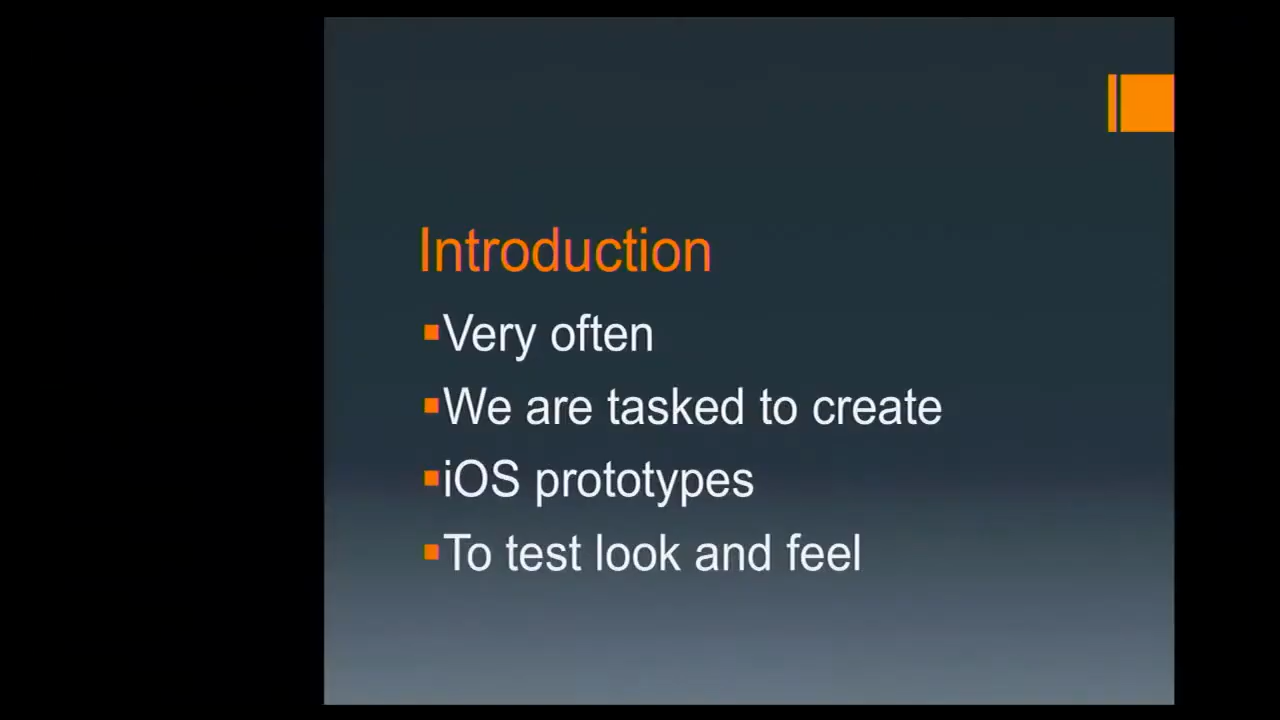 Introduction
Very often
We are tasked to create
iOS prototypes
To test look and feel